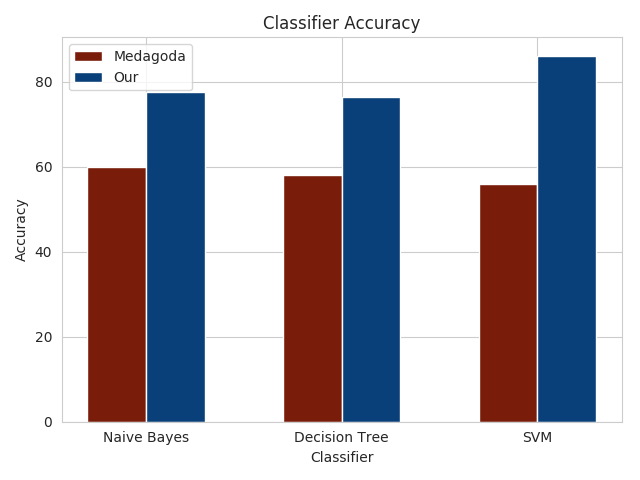 Classifier Accuracy
Medagoda
Our
80
60
40
20
0
Accuracy
Naive Bayes
Decision Tree
SVM
Classifier